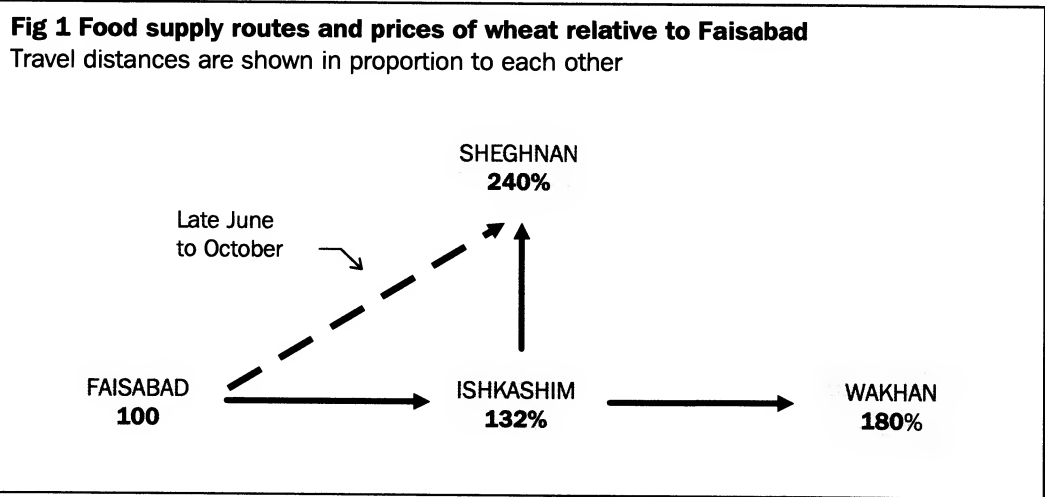 Fig 1 Food supply routes and prices of wheat relative to Faisabad
Travel distances are shown in proportion to each other
SHEGHNAN
240%
Late June
to October
FAISABAD
100
ISHKASHIM
132%
WAKHAN
180%